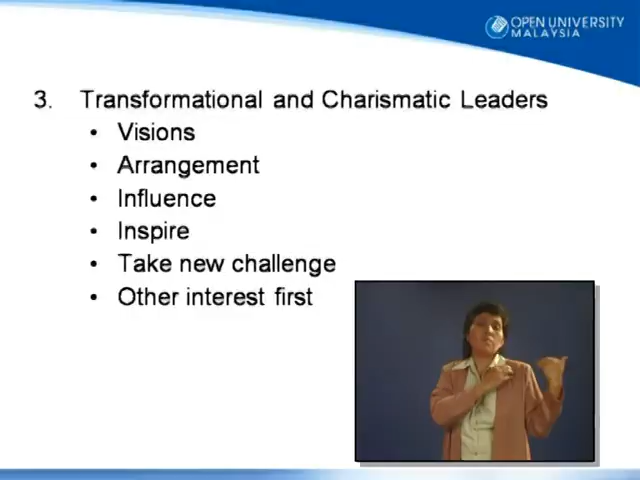 OPEN UNIVERSITY
MALAYSIA
3. Transformational and Charismatic Leaders
• Visions
• Arrangement
• Influence
• Inspire
• Take new challenge
• Other interest first